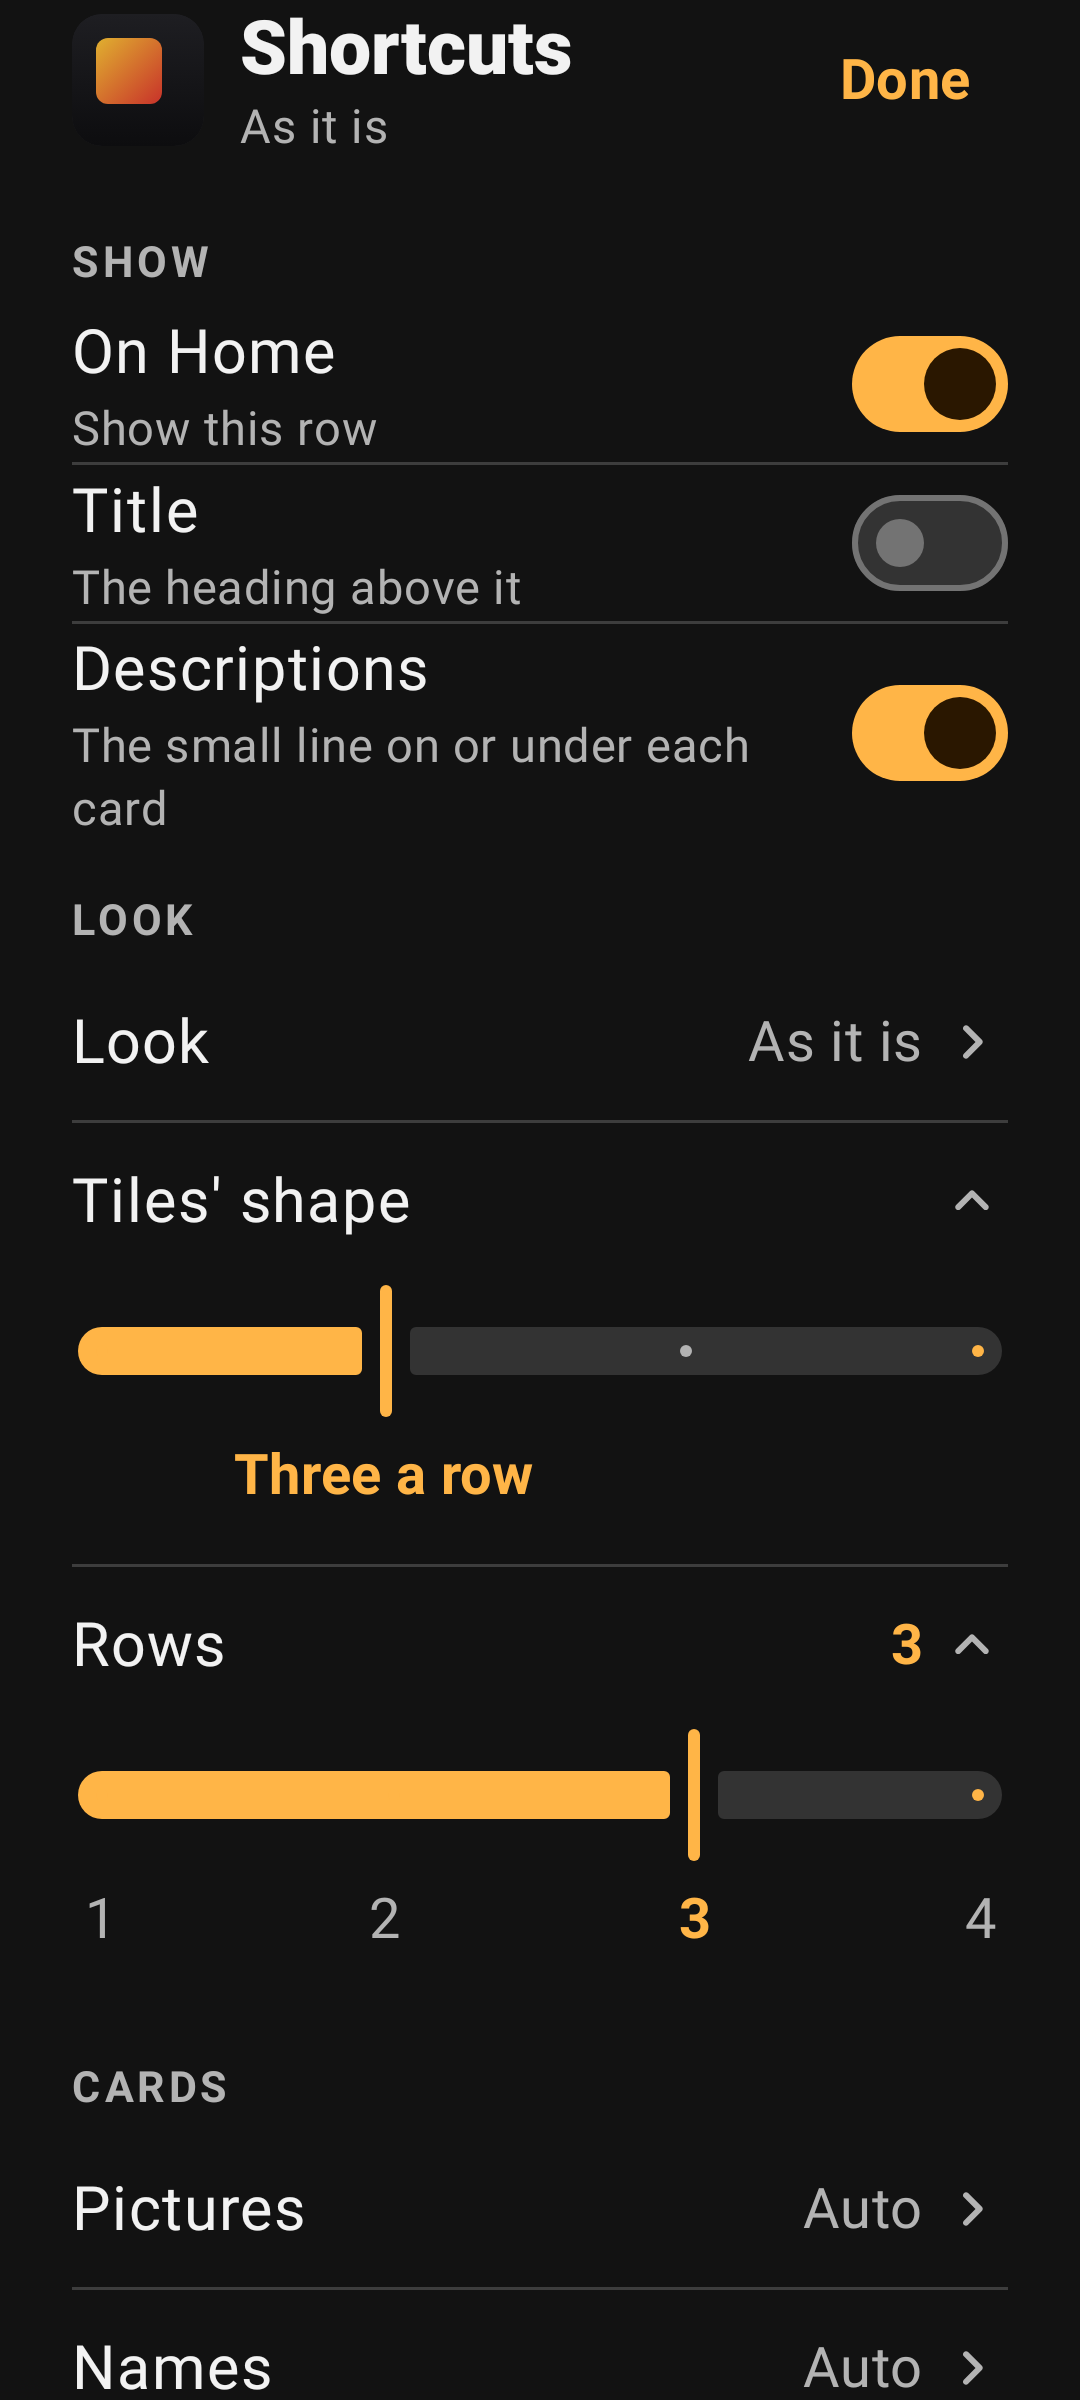 Shortcuts
As it is
Done
SHOW
On Home
Show this row
Title
The heading above it
Descriptions
The small line on or under each
card
LOOK
Look
As it is
Tiles' shape
Three a row
Rows
3
1 2 3 4
CARDS
Pictures
Auto
Names
Auto